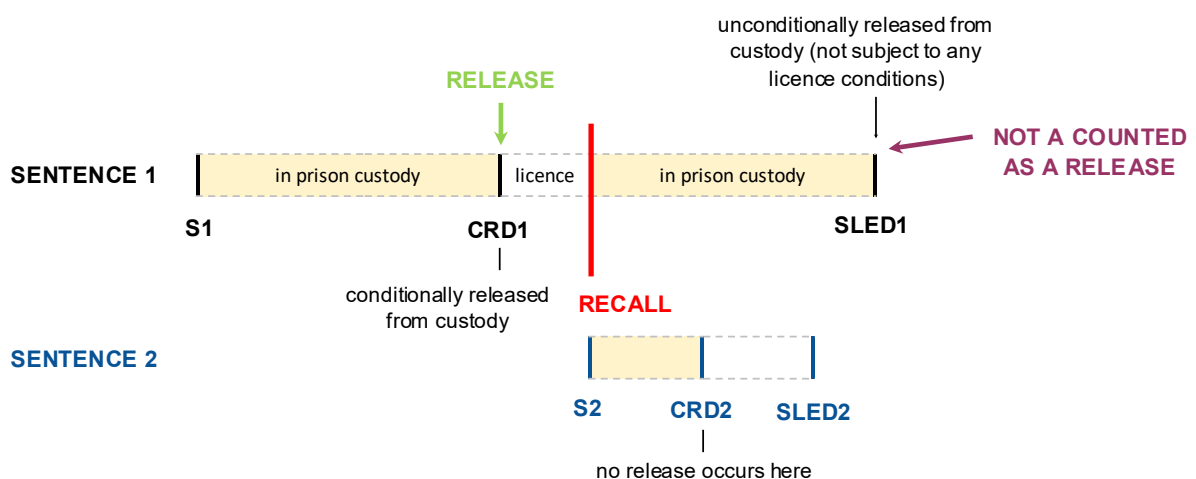 unconditionally released from
custody (not subject to any
licence conditions)
RELEASE
NOT A COUNTED
AS A RELEASE
SENTENCE 1
in prison custody
licence
in prison custody
S1
CRD1
SLED1
conditionally released
from custody
RECALL
SENTENCE 2
S2
CRD2
SLED2
no release occurs here